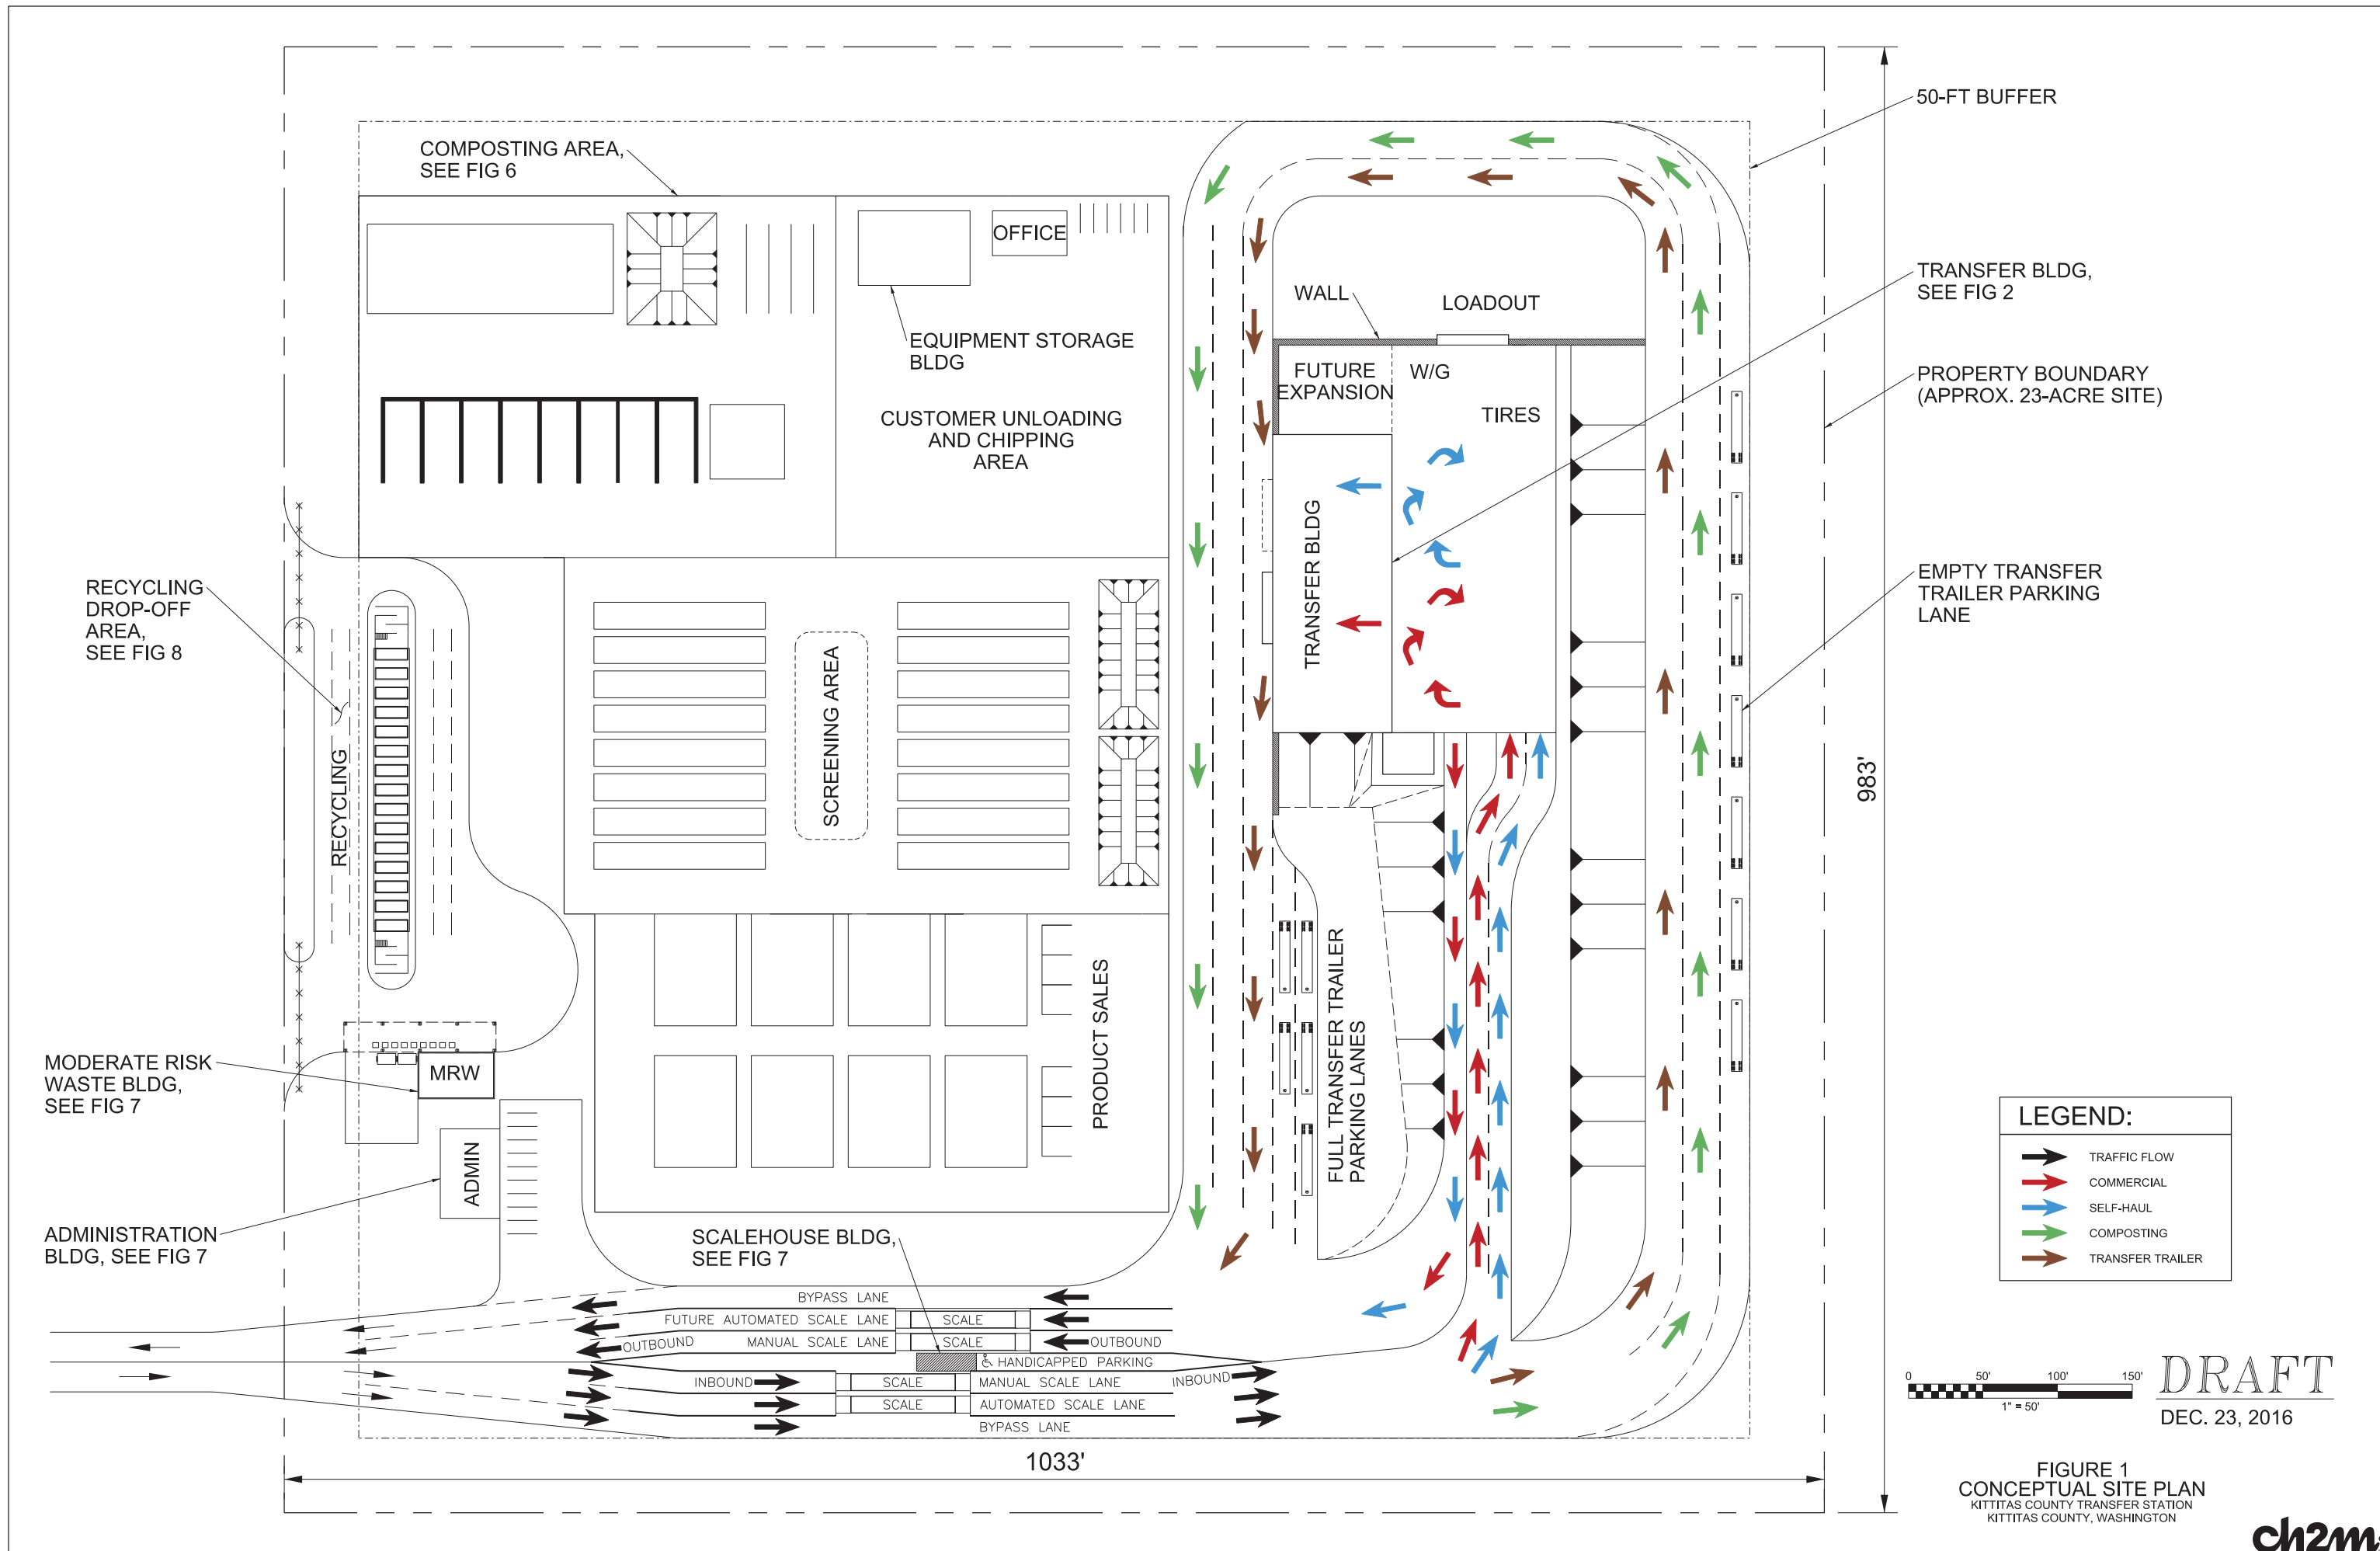 50-FT BUFFER
COMPOSTING AREA,
SEE FIG 6
OFFICE
TRANSFER BLDG,
SEE FIG 2
WALL
LOADOUT
EQUIPMENT STORAGE
BLDG
FUTURE
EXPANSION
W/G
TIRES
PROPERTY BOUNDARY
(APPROX. 23-ACRE SITE)
CUSTOMER UNLOADING
AND CHIPPING
AREA
TRANSFER BLDG
RECYCLING
DROP-OFF
AREA,
SEE FIG 8
EMPTY TRANSFER
TRAILER PARKING
LANE
SCREENING AREA
RECYCLING
983'
PRODUCT SALES
FULL TRANSFER TRAILER
PARKING LANES
MODERATE RISK
WASTE BLDG,
SEE FIG 7
MRW
ADMIN
ADMINISTRATION
BLDG, SEE FIG 7
SCALEHOUSE BLDG,
SEE FIG 7
LEGEND:
TRAFFIC FLOW
COMMERCIAL
SELF-HAUL
COMPOSTING
TRANSFER TRAILER
BYPASS LANE
FUTURE AUTOMATED SCALE LANE
SCALE
OUTBOUND
MANUAL SCALE LANE
SCALE
OUTBOUND
HANDICAPPED PARKING
INBOUND
SCALE
MANUAL SCALE LANE
INBOUND
SCALE
AUTOMATED SCALE LANE
BYPASS LANE
1033'
0 50' 100' 150'
1" = 50'
DRAFT
DEC. 23, 2016
FIGURE 1
CONCEPTUAL SITE PLAN
KITTITAS COUNTY TRANSFER STATION
KITTITAS COUNTY, WASHINGTON
ch2m: